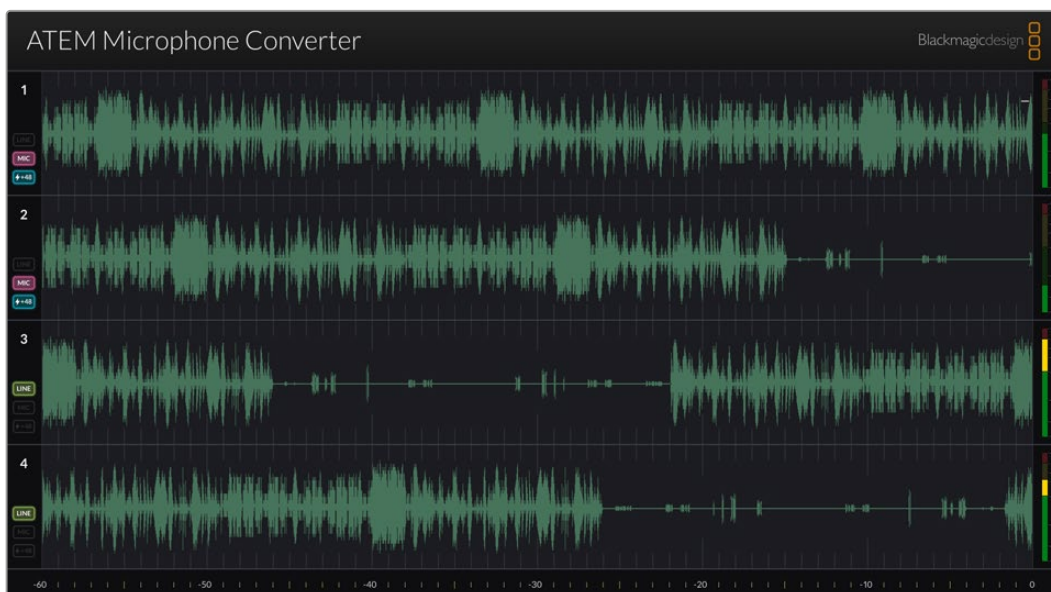 ATEM Microphone Converter
Blackmagicdesign
1
LINE
MIC
+48
2
LINE
MIC
+48
3
LINE
MIC
+48
4
LINE
MIC
+48
-60 -50 -40 -30 -20 -10 0